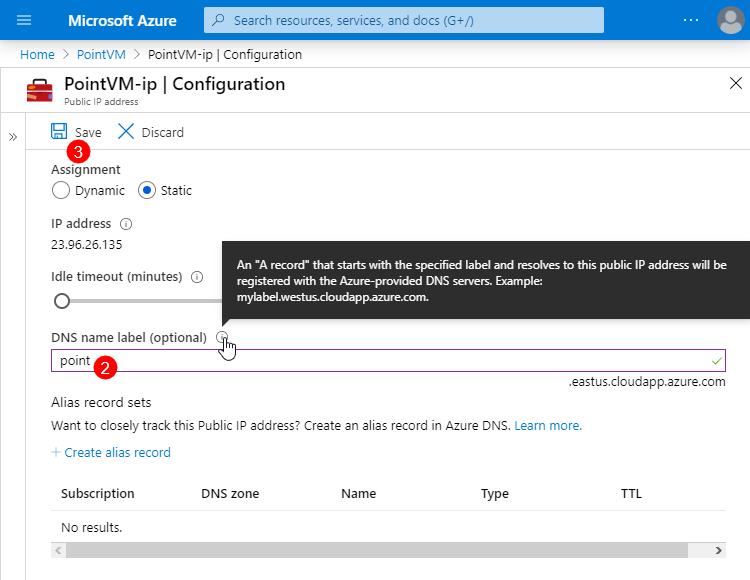 Microsoft Azure
Search resources, services, and docs (G+/)
Home > PointVM > PointVM-ip | Configuration
PointVM-ip | Configuration
Public IP address
Save
Discard
3
Assignment
Dynamic
Static
IP address
23.96.26.135
An "A record" that starts with the specified label and resolves to this public IP address will be
registered with the Azure-provided DNS servers. Example:
mylabel.westus.cloudapp.azure.com.
Idle timeout (minutes)
DNS name label (optional)
point
2
.eastus.cloudapp.azure.com
Alias record sets
Want to closely track this Public IP address? Create an alias record in Azure DNS. Learn more.
+ Create alias record
Subscription DNS zone Name Type TTL
No results.